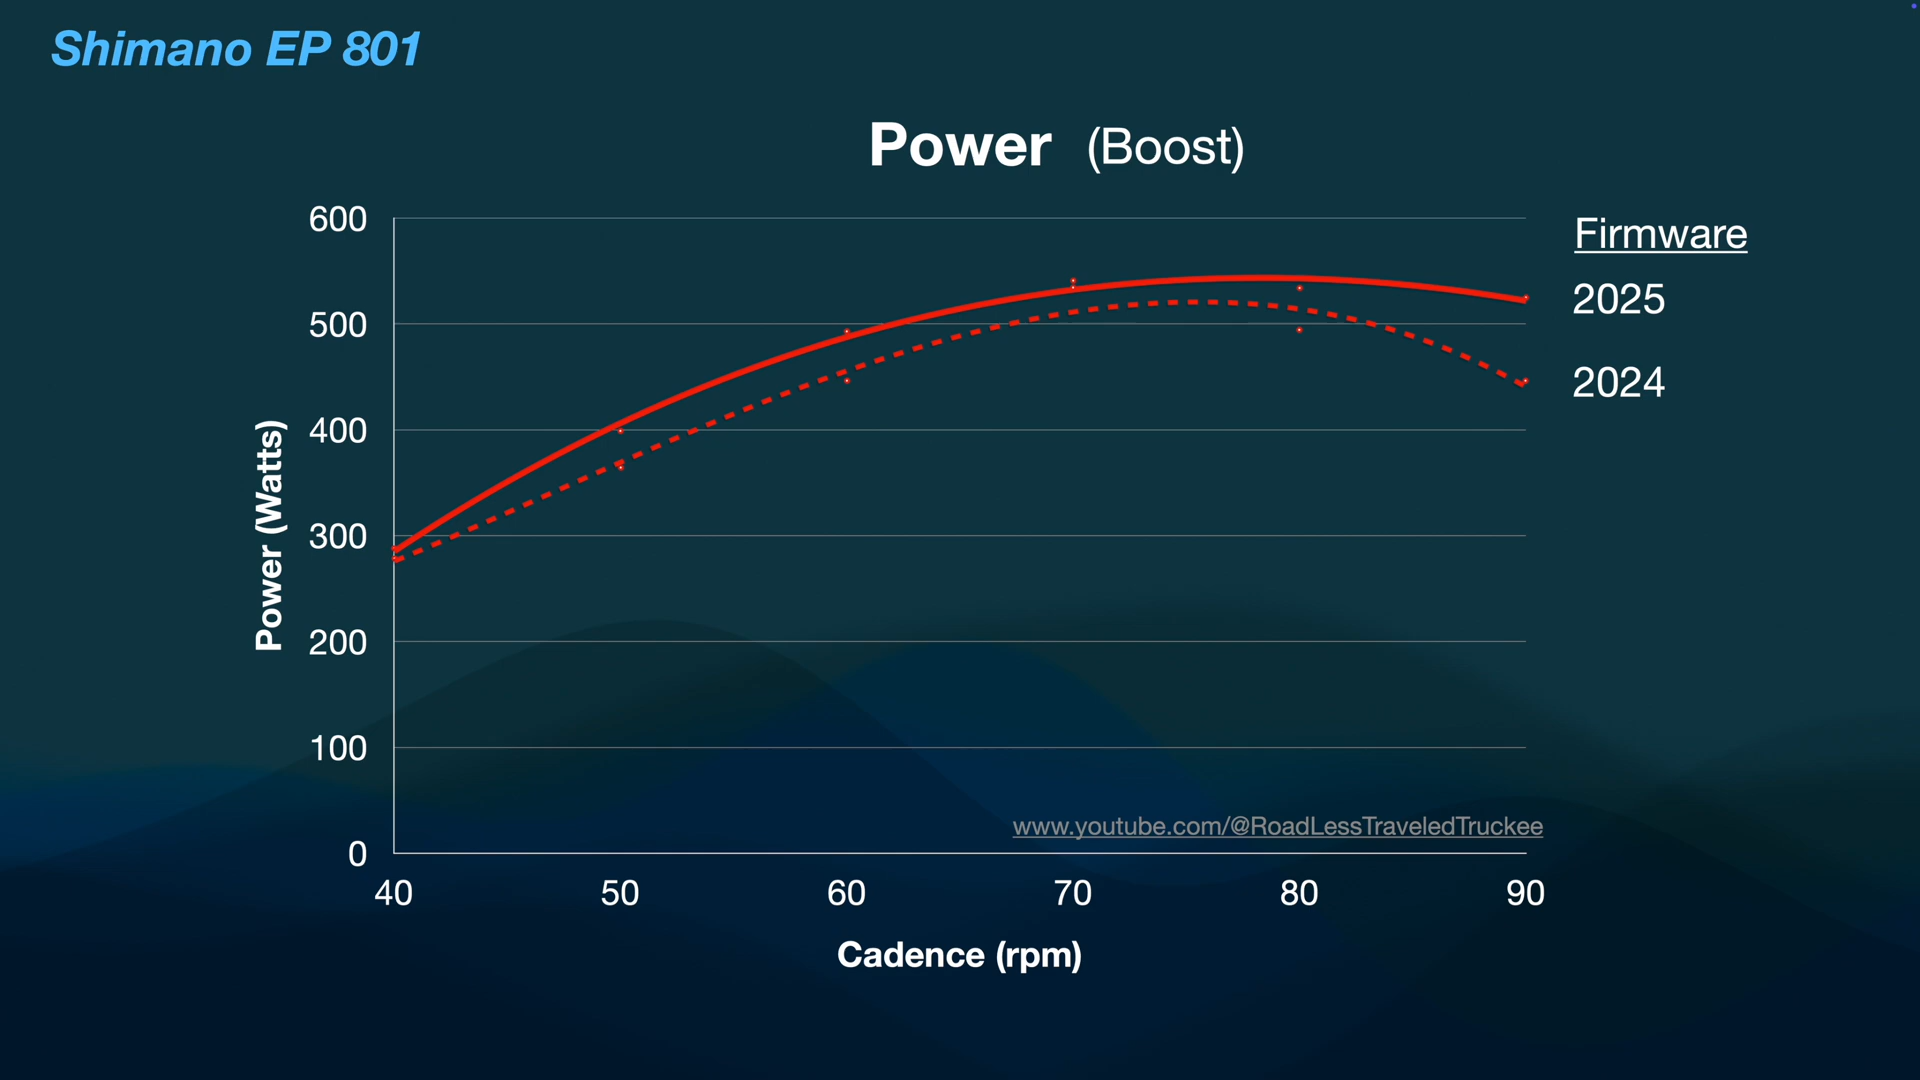 Shimano EP 801
Power (Boost)
600
500
400
300
200
100
0
Power (Watts)
Firmware
2025
2024
www.youtube.com/@RoadLessTraveledTruckee
40 50 60 70 80 90
Cadence (rpm)